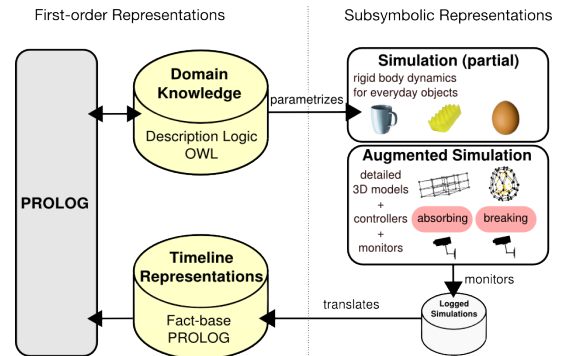 First-order Representations
Subsymbolic Representations
PROLOG
Domain
Knowledge
Description Logic
OWL
parametrizes
Simulation (partial)
rigid body dynamics
for everyday objects
Augmented Simulation
detailed
3D models
+
controllers
+
monitors
absorbing
breaking
monitors
Logged
Simulations
translates
Timeline
Representations
Fact-base
PROLOG